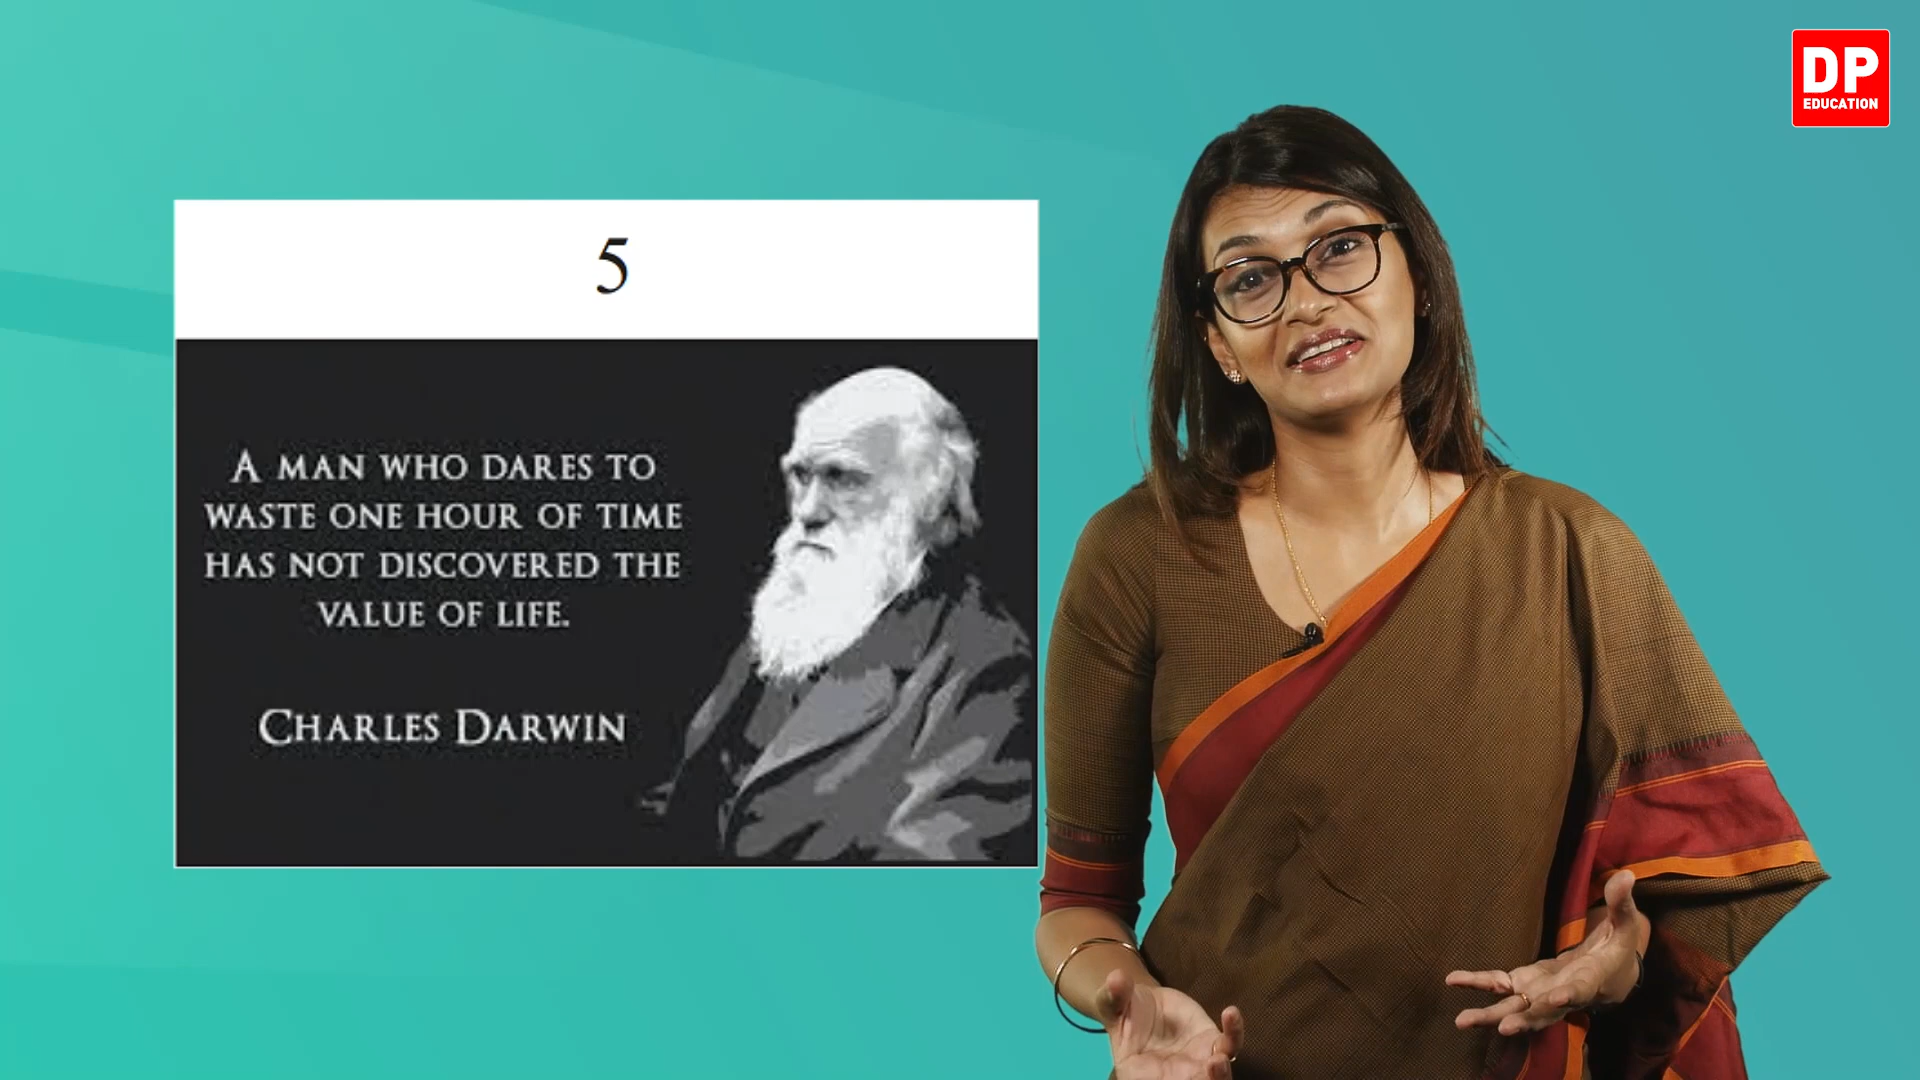 DP
EDUCATION
5
A MAN WHO DARES TO
WASTE ONE HOUR OF TIME
HAS NOT DISCOVERED THE
VALUE OF LIFE.
CHARLES DARWIN